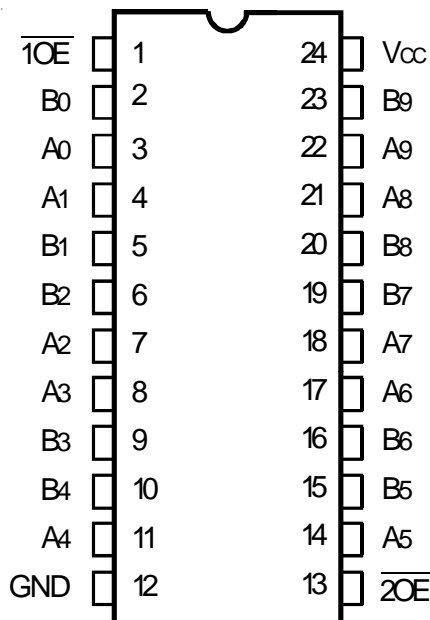 1OE 1 24 Vcc
B0 2 23 B9
A0 3 22 A9
A1 4 21 A8
B1 5 20 B8
B2 6 19 B7
A2 7 18 A7
A3 8 17 A6
B3 9 16 B6
B4 10 15 B5
A4 11 14 A5
GND 12 13 2OE